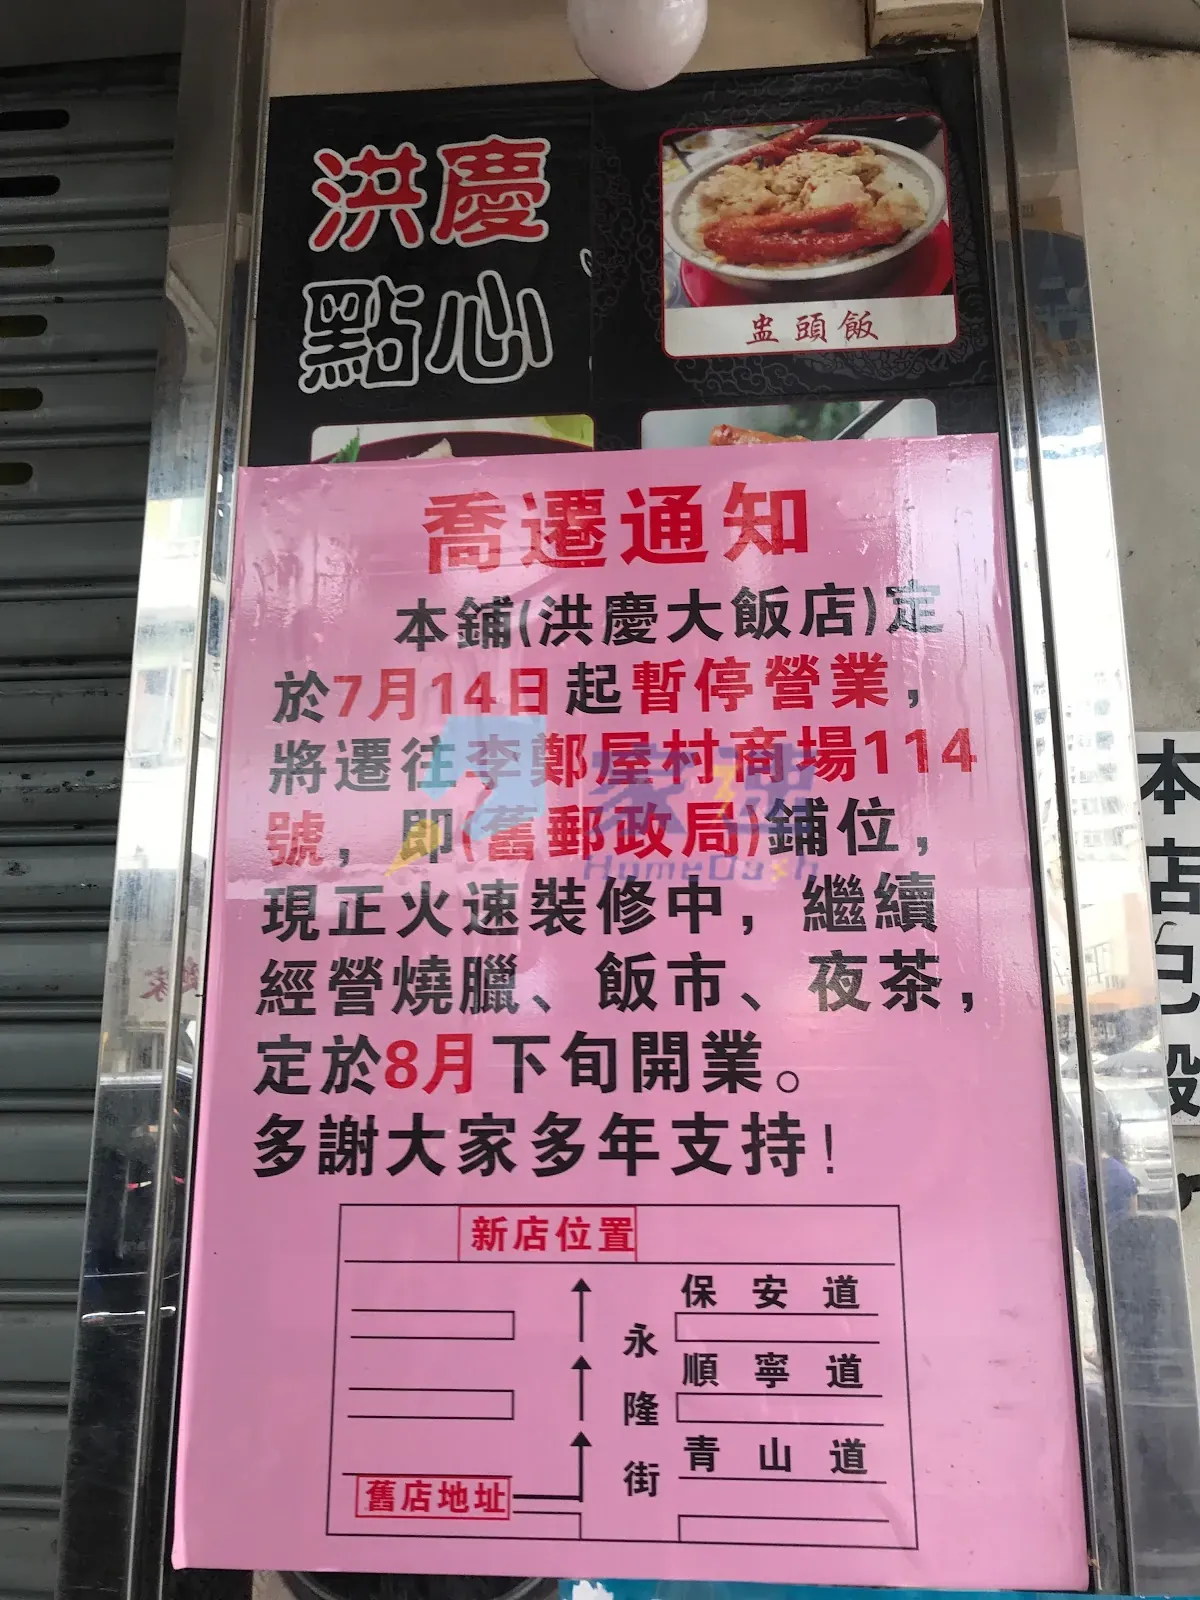 洪慶
點心
盅頭飯
喬遷通知
本鋪(洪慶大飯店)定
於7月14日起暫停營業，
將遷往李鄭屋村商場114
號，即(舊郵政局)鋪位，
現正火速裝修中，繼續
經營燒臘、飯市、夜茶，
定於8月下旬開業。
多謝大家多年支持！
新店位置
保安道
順寧道
青山道
永隆街
舊店地址
家速
HomeDash
本店已設